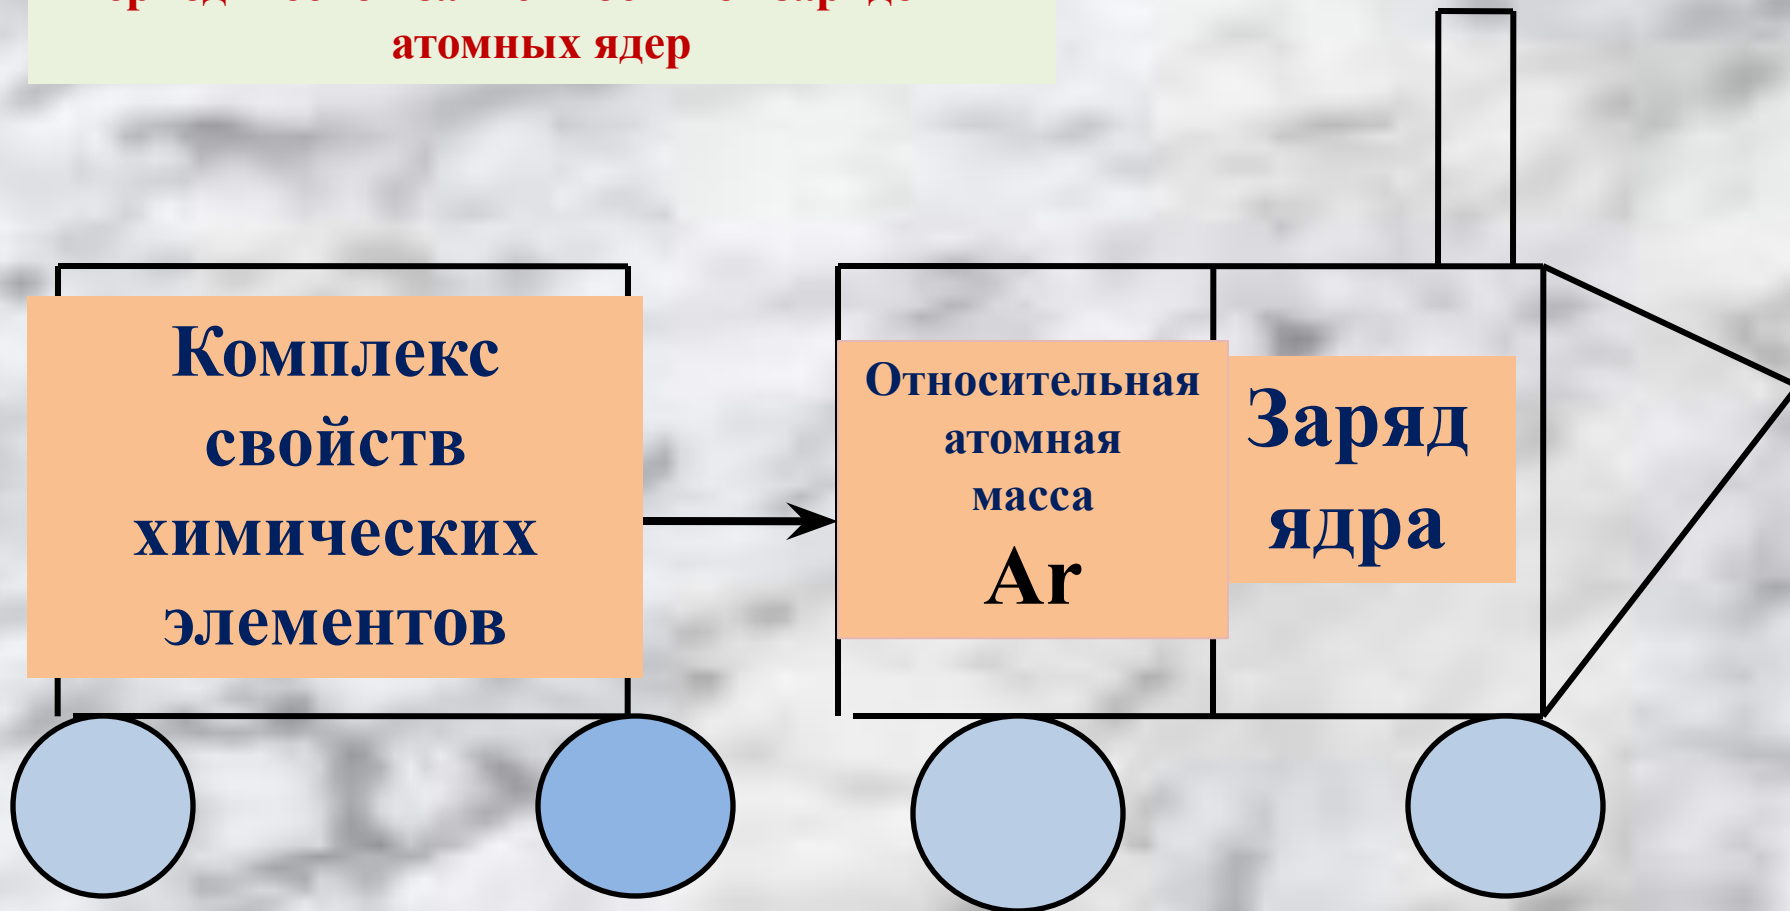 атомных ядер
Комплекс
свойств
химических
элементов
Относительная
атомная
масса
Ar
Заряд
ядра